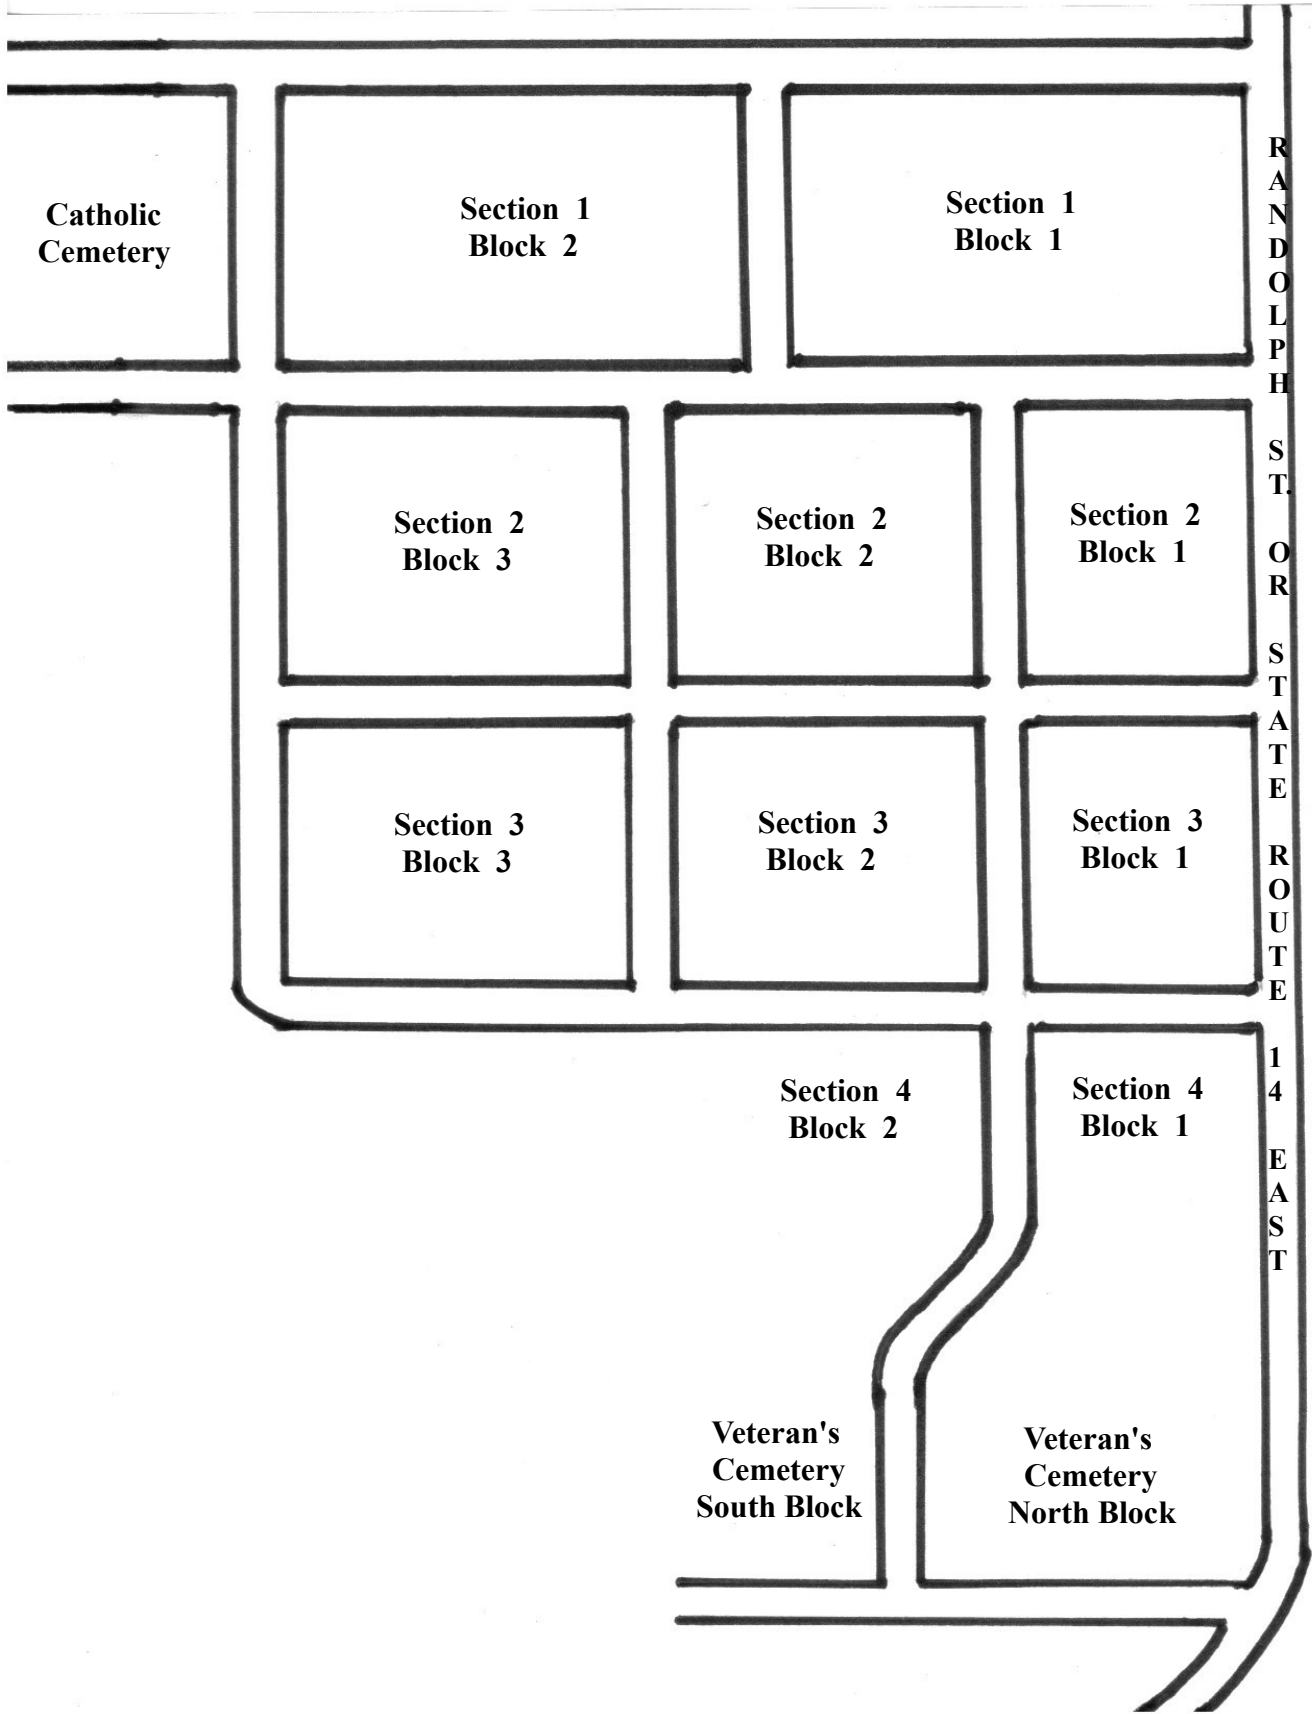 Catholic
Cemetery
Section 1
Block 2
Section 1
Block 1
Section 2
Block 3
Section 2
Block 2
Section 2
Block 1
Section 3
Block 3
Section 3
Block 2
Section 3
Block 1
Section 4
Block 2
Section 4
Block 1
Veteran's
Cemetery
South Block
Veteran's
Cemetery
North Block
RANDOLPH ST. OR STATE ROUTE 14 EAST